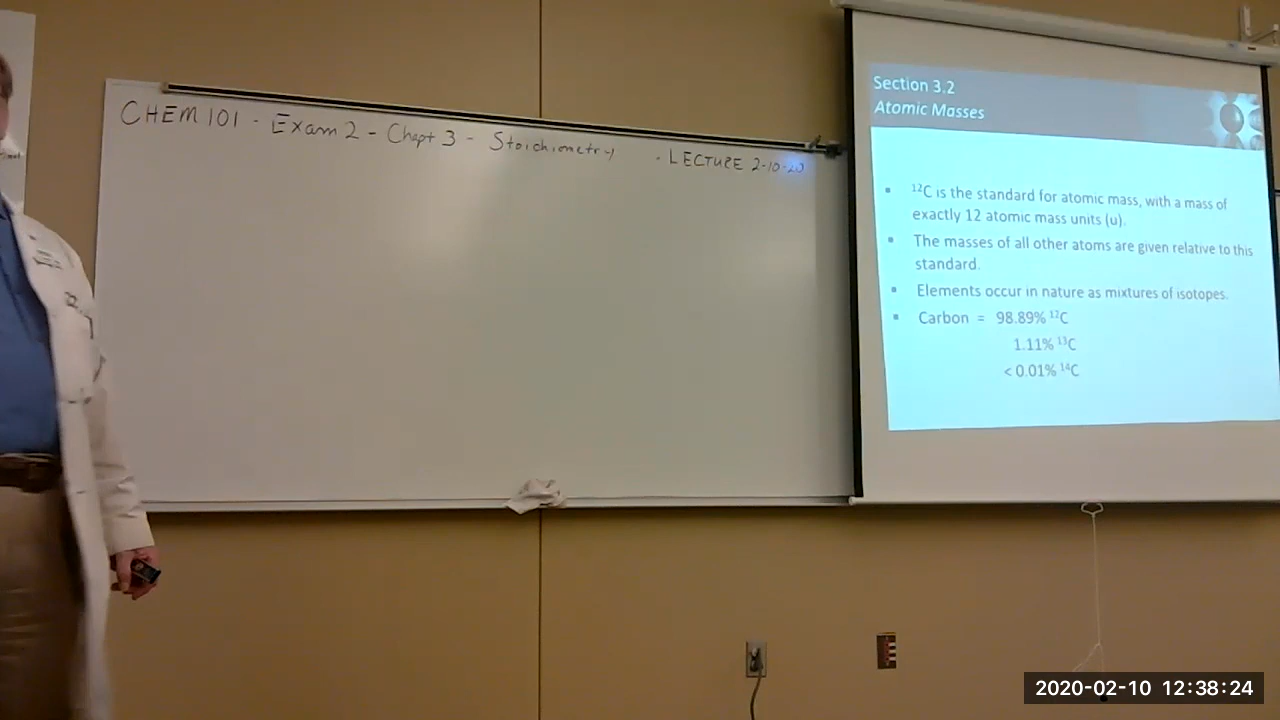 CHEM 101 - Exam 2 - Chapt 3 - Stoichiometry . LECTURE 2-10-20
Section 3.2
Atomic Masses
▪ ¹²C is the standard for atomic mass, with a mass of
exactly 12 atomic mass units (u).
▪ The masses of all other atoms are given relative to this
standard.
▪ Elements occur in nature as mixtures of isotopes.
▪ Carbon = 98.89% ¹²C
1.11% ¹³C
< 0.01% ¹⁴C
2020-02-10 12:38:24